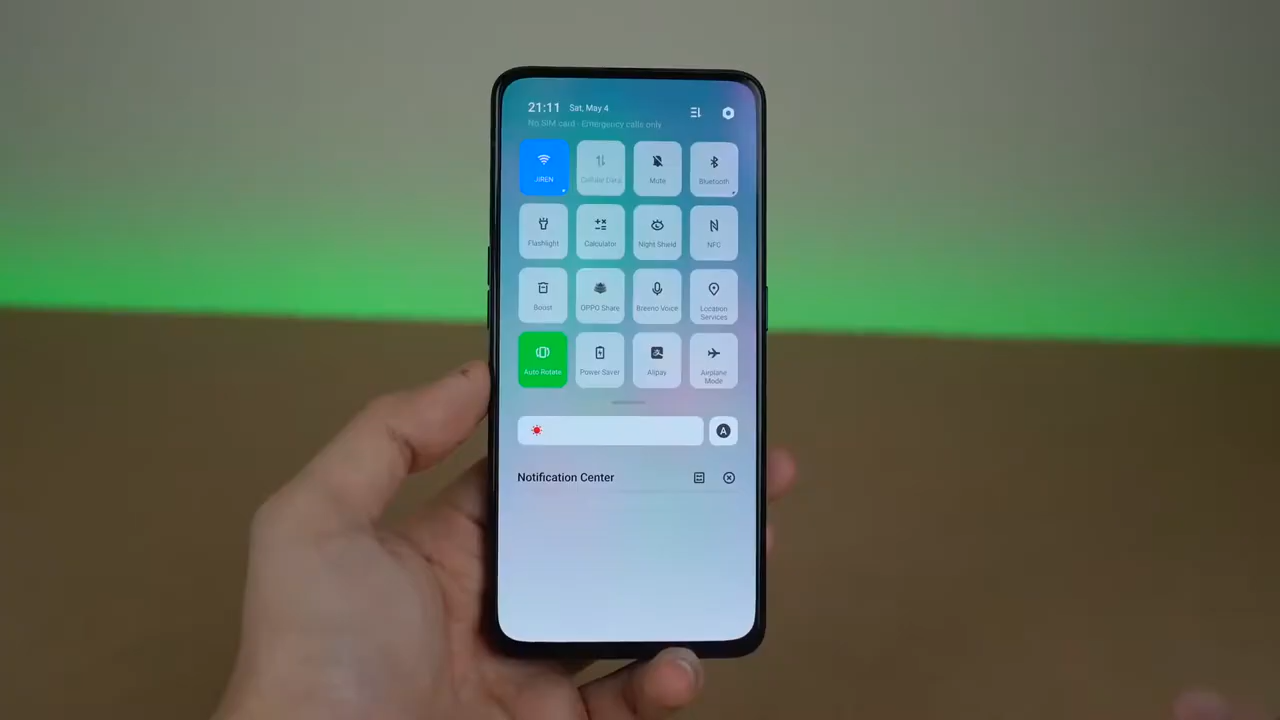 21:11 Sat, May 4
No SIM card - Emergency calls only
JIREN Cellular Data Mute Bluetooth
Flashlight Calculator Night Shield NFC
Boost OPPO Share Breeno Voice Location Services
Auto Rotate Power Saver Alipay Airplane Mode
A
Notification Center